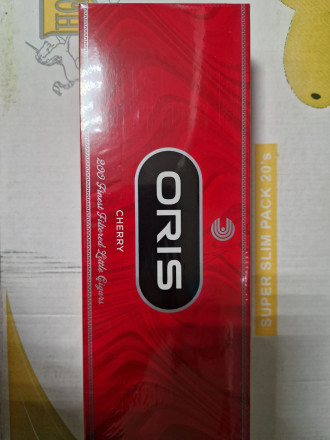 ORIS
CHERRY
200 Finest Filtered Little Cigars
SUPER SLIM PACK 20's